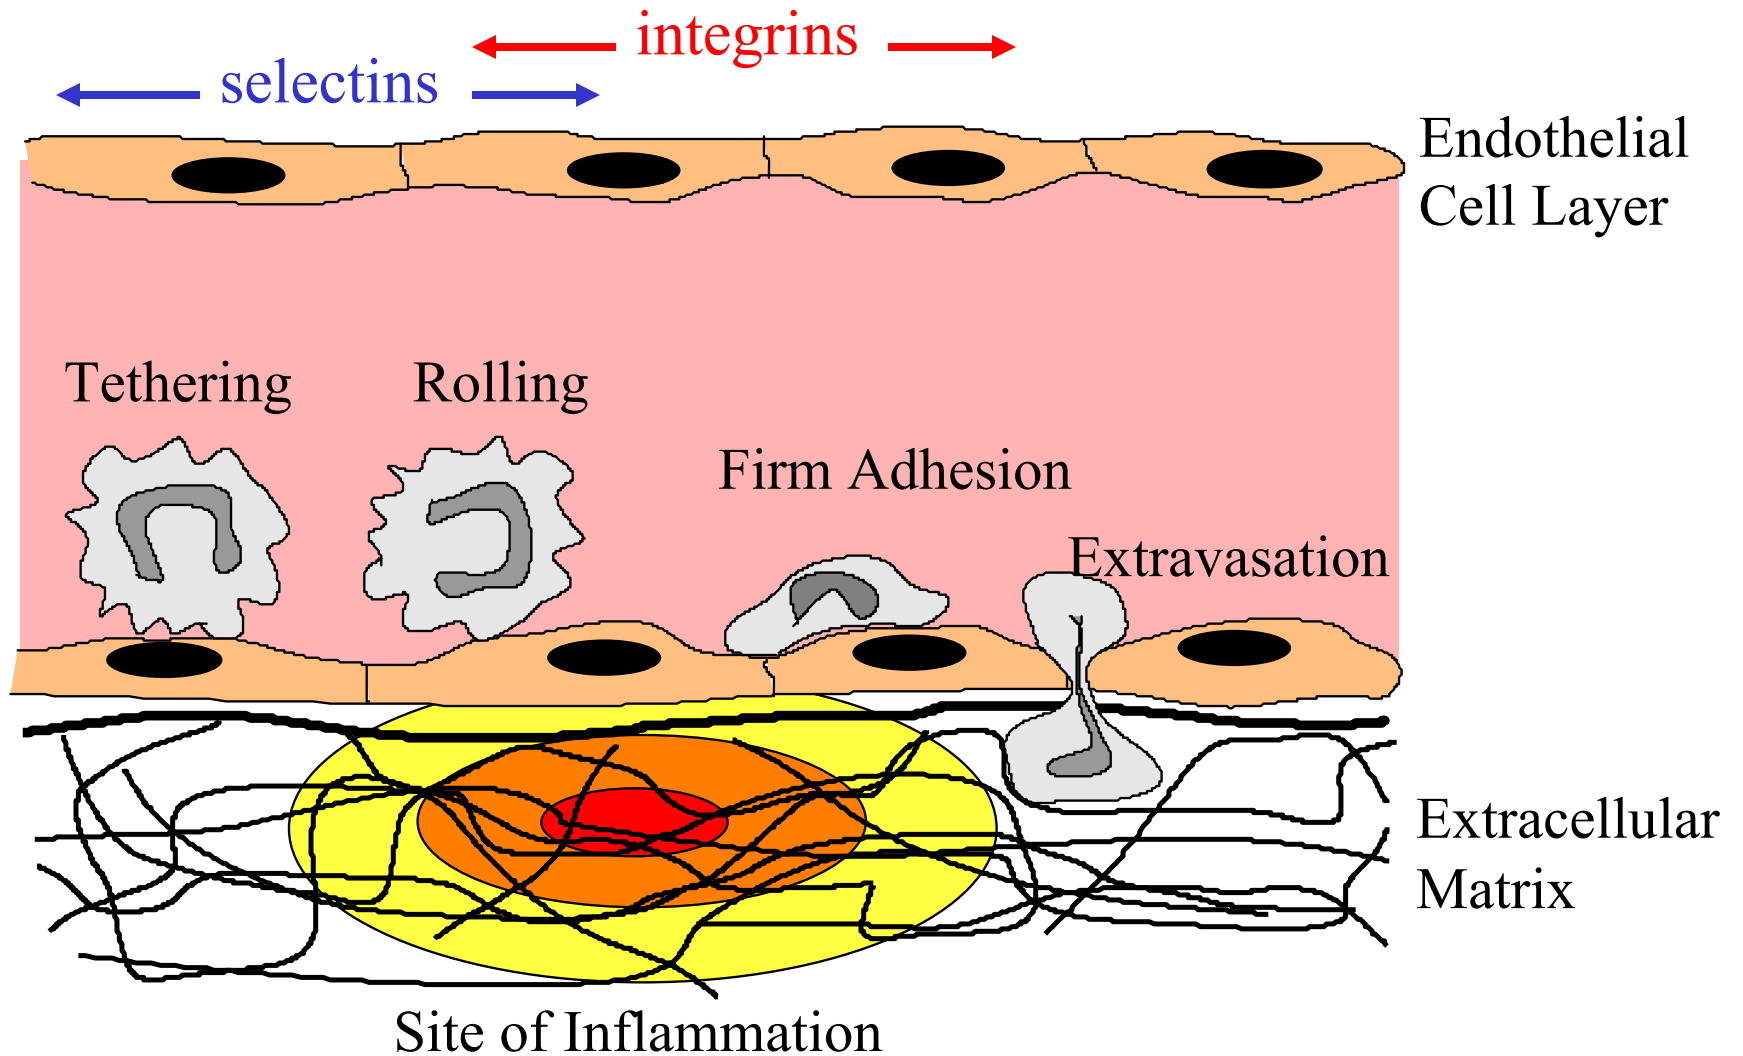 integrins
selectins
Endothelial
Cell Layer
Tethering
Rolling
Firm Adhesion
Extravasation
Extracellular
Matrix
Site of Inflammation